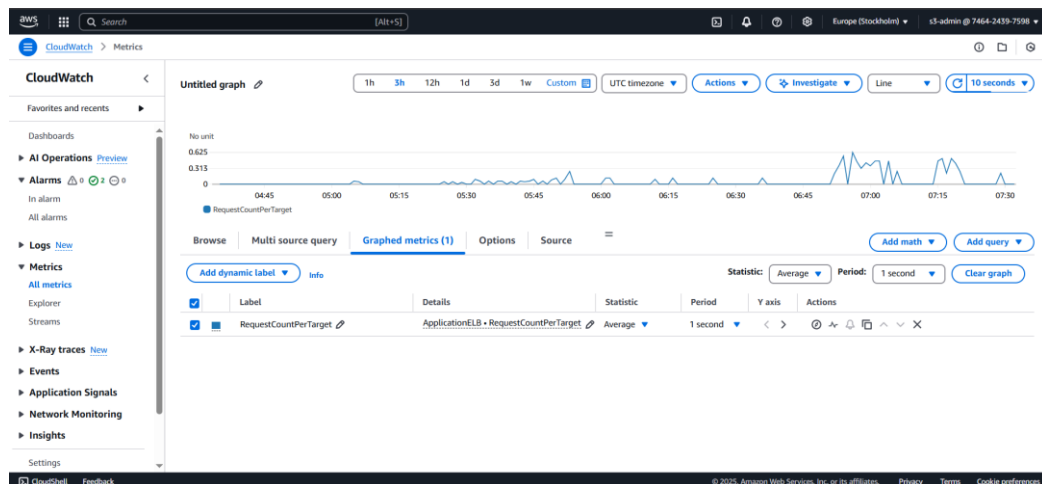 aws Search [Alt+S] Europe (Stockholm) s3-admin @ 7464-2439-7598
CloudWatch > Metrics
CloudWatch
Favorites and recents
Dashboards
AI Operations Preview
Alarms 0 2 0
In alarm
All alarms
Logs New
Metrics
All metrics
Explorer
Streams
X-Ray traces New
Events
Application Signals
Network Monitoring
Insights
Settings
Untitled graph 1h 3h 12h 1d 3d 1w Custom UTC timezone Actions Investigate Line 10 seconds
No unit
0.625
0.313
0
04:45 05:00 05:15 05:30 05:45 06:00 06:15 06:30 06:45 07:00 07:15 07:30
RequestCountPerTarget
Browse Multi source query Graphed metrics (1) Options Source = Add math Add query
Add dynamic label Info Statistic: Average Period: 1 second Clear graph
Label Details Statistic Period Y axis Actions
RequestCountPerTarget ApplicationELB • RequestCountPerTarget Average 1 second < >
CloudShell Feedback © 2025, Amazon Web Services, Inc. or its affiliates. Privacy Terms Cookie preferences